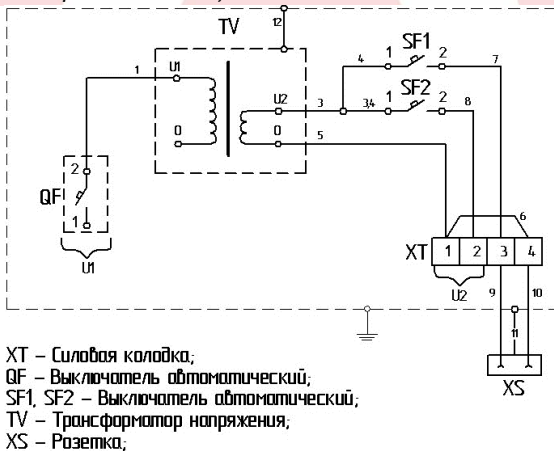 TV
12
SF1
4
1
2
7
1
U1
U2
3
3,4
1
SF2
2
8
0
0
5
2
QF
1
U1
6
XT
1
2
3
4
U2
9
10
11
XS
XT – Силовая колодка;
QF – Выключатель автоматический;
SF1, SF2 – Выключатель автоматический;
TV – Трансформатор напряжения;
XS – Розетка;